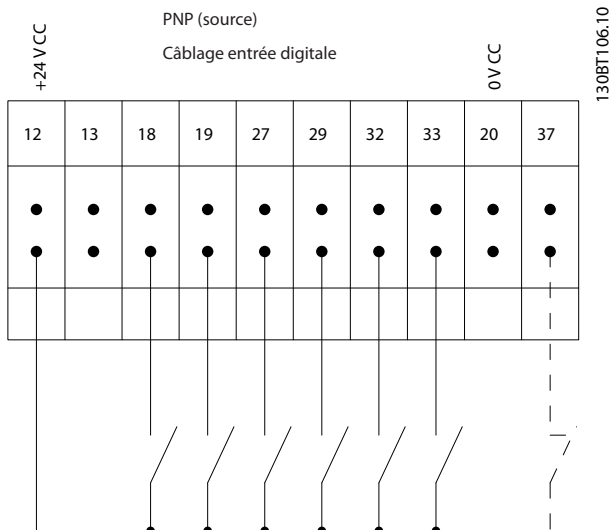 PNP (source)
Câblage entrée digitale
+24 V CC
0 V CC
130BT106.10
12 13 18 19 27 29 32 33 20 37